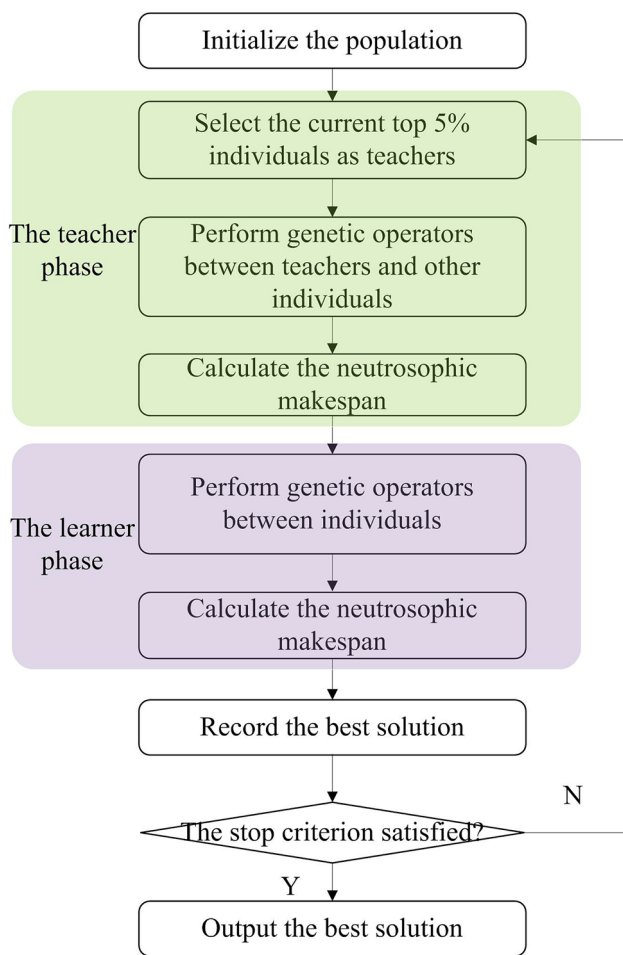 Initialize the population
Select the current top 5%
individuals as teachers
The teacher
phase
Perform genetic operators
between teachers and other
individuals
Calculate the neutrosophic
makespan
Perform genetic operators
between individuals
The learner
phase
Calculate the neutrosophic
makespan
Record the best solution
N
The stop criterion satisfied?
Y
Output the best solution